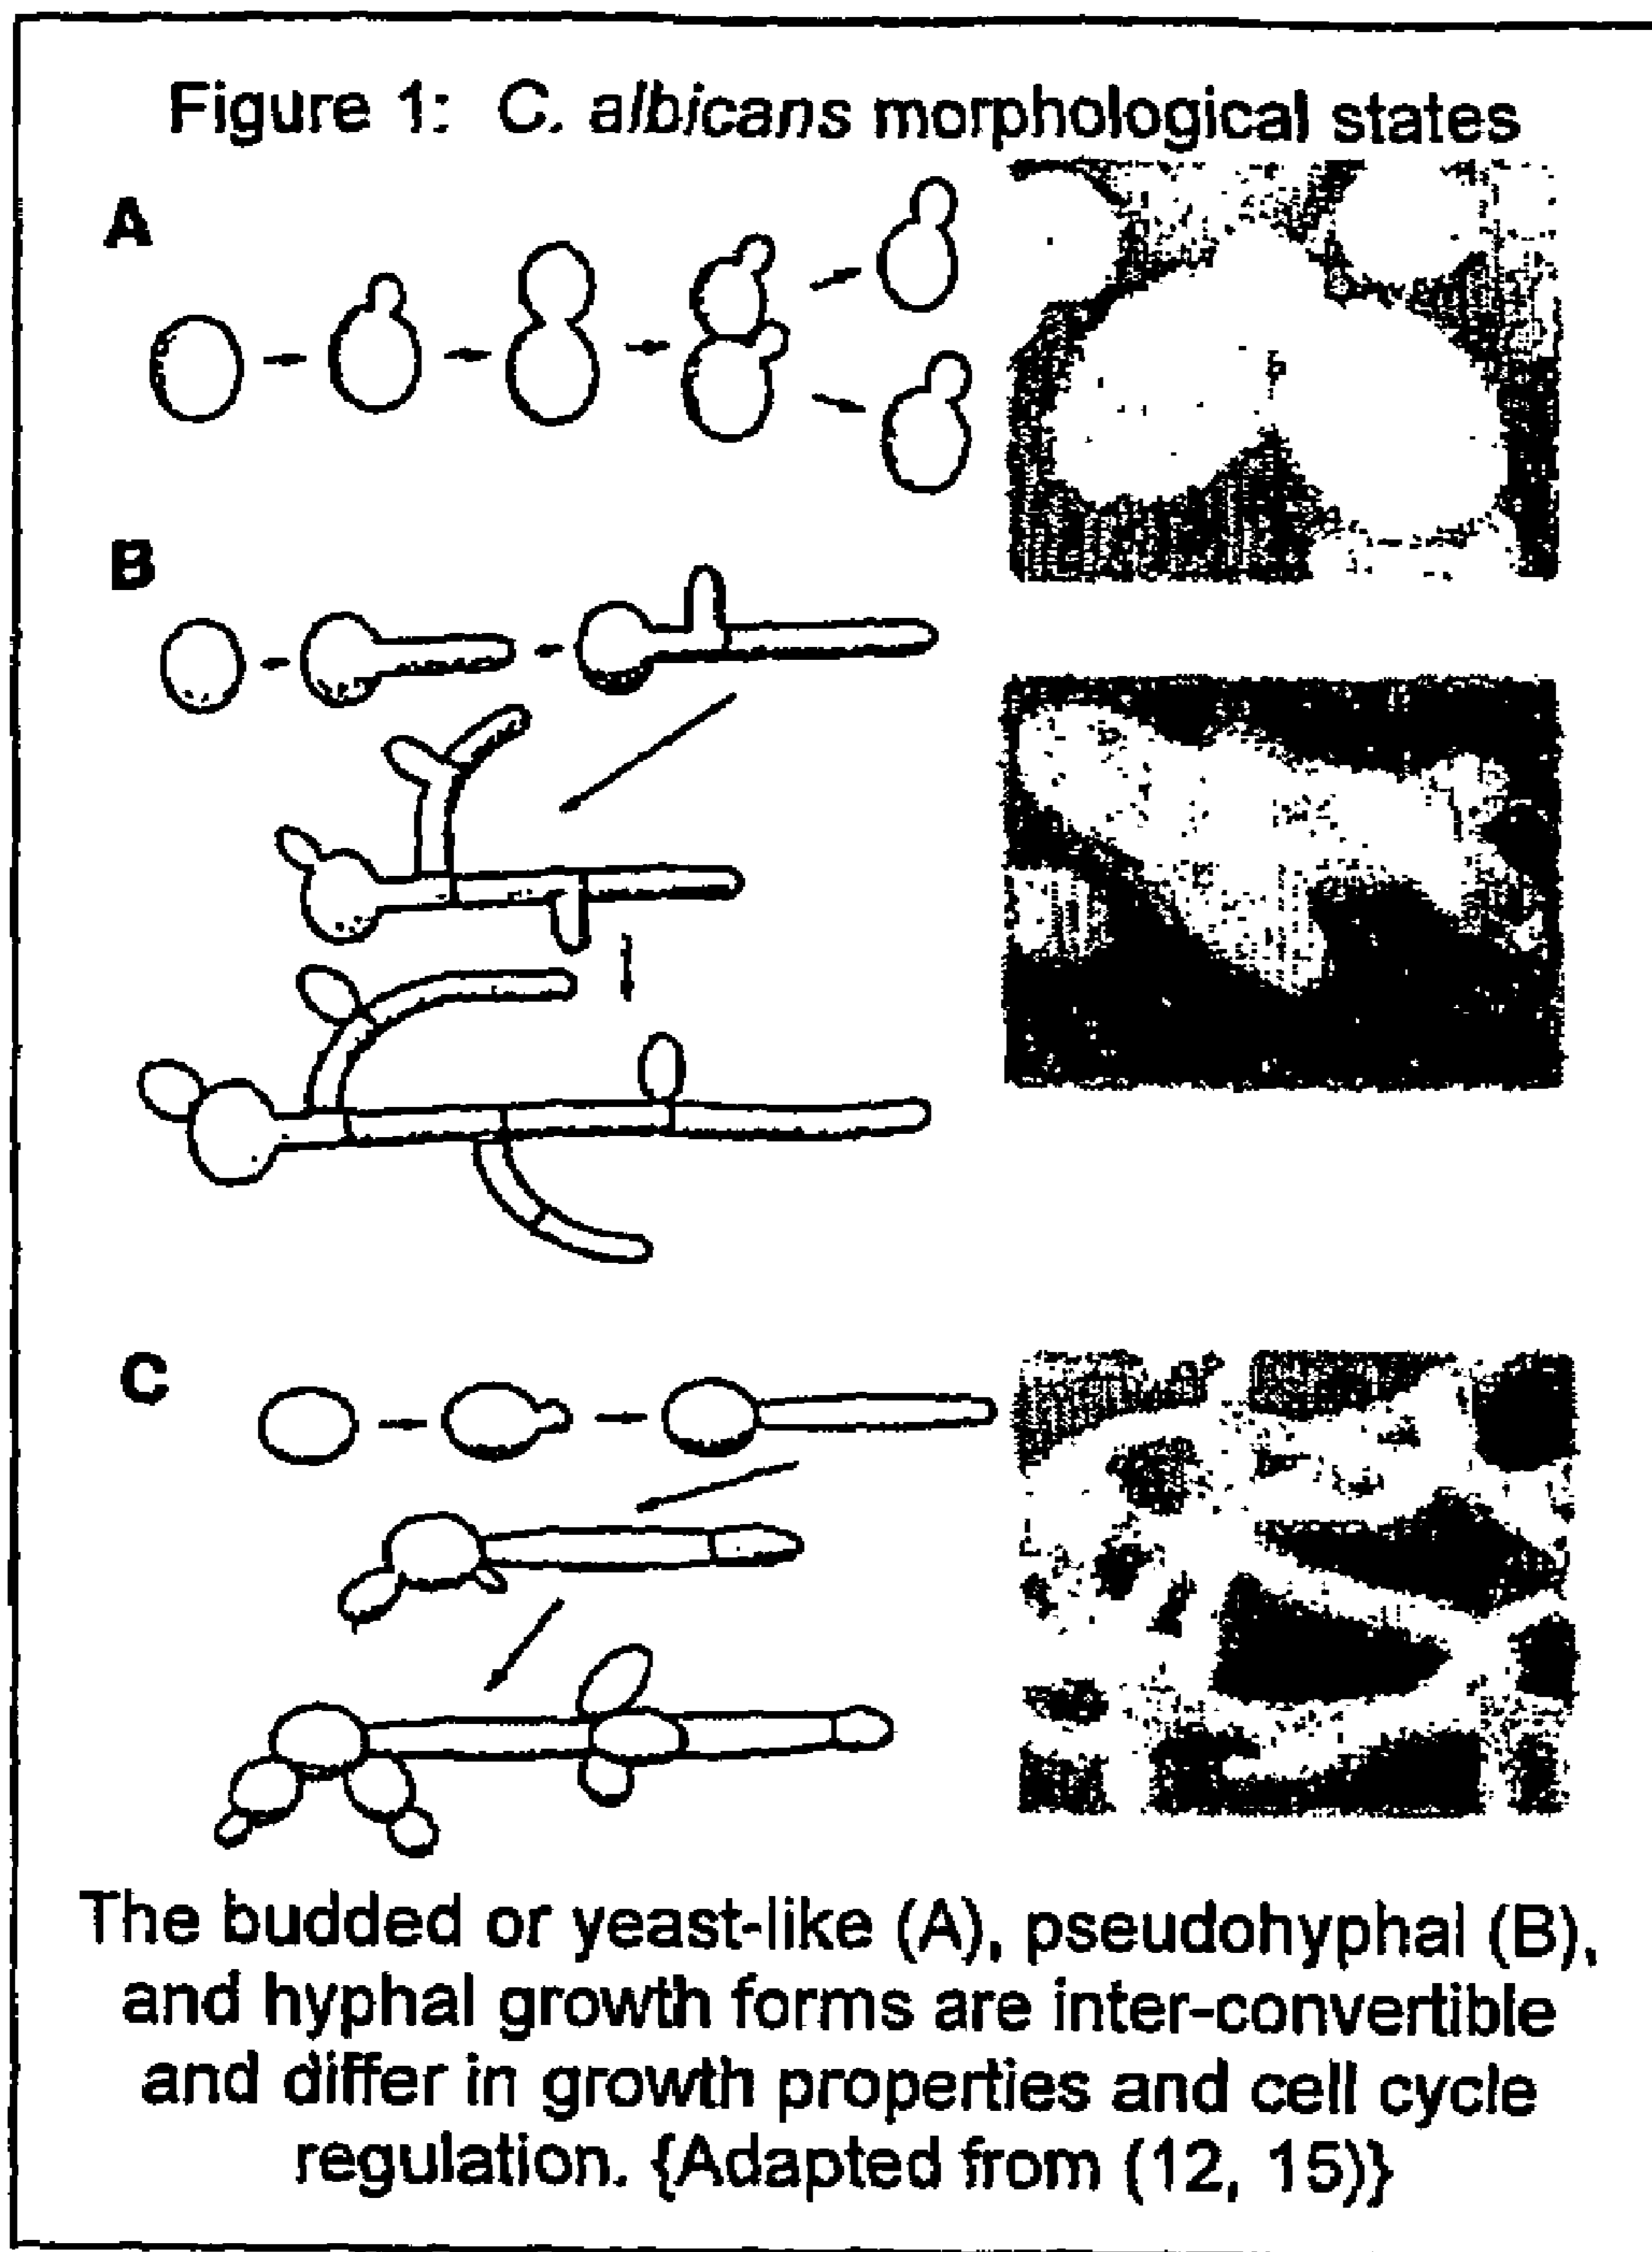 Figure 1: C. albicans morphological states
A
B
C
The budded or yeast-like (A), pseudohyphal (B),
and hyphal growth forms are inter-convertible
and differ in growth properties and cell cycle
regulation. {Adapted from (12, 15)}